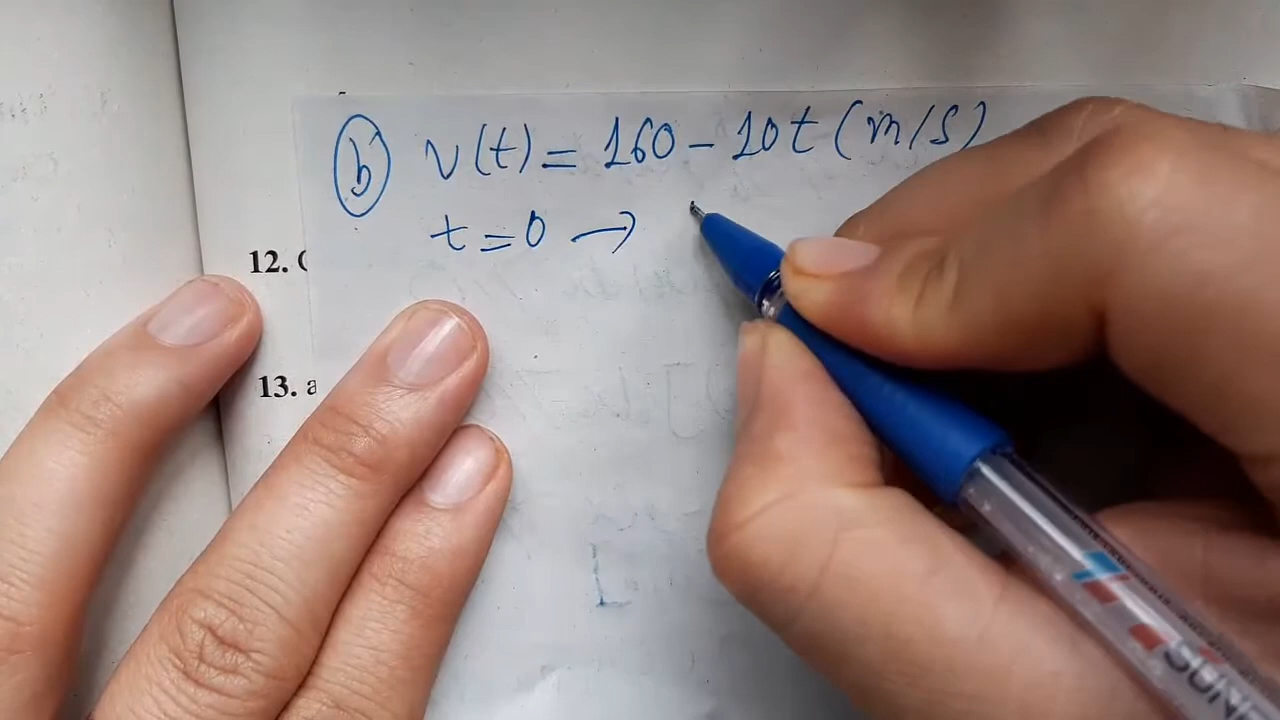 (b) v(t) = 160 - 10t (m/s)
t = 0 →
12.
13. a